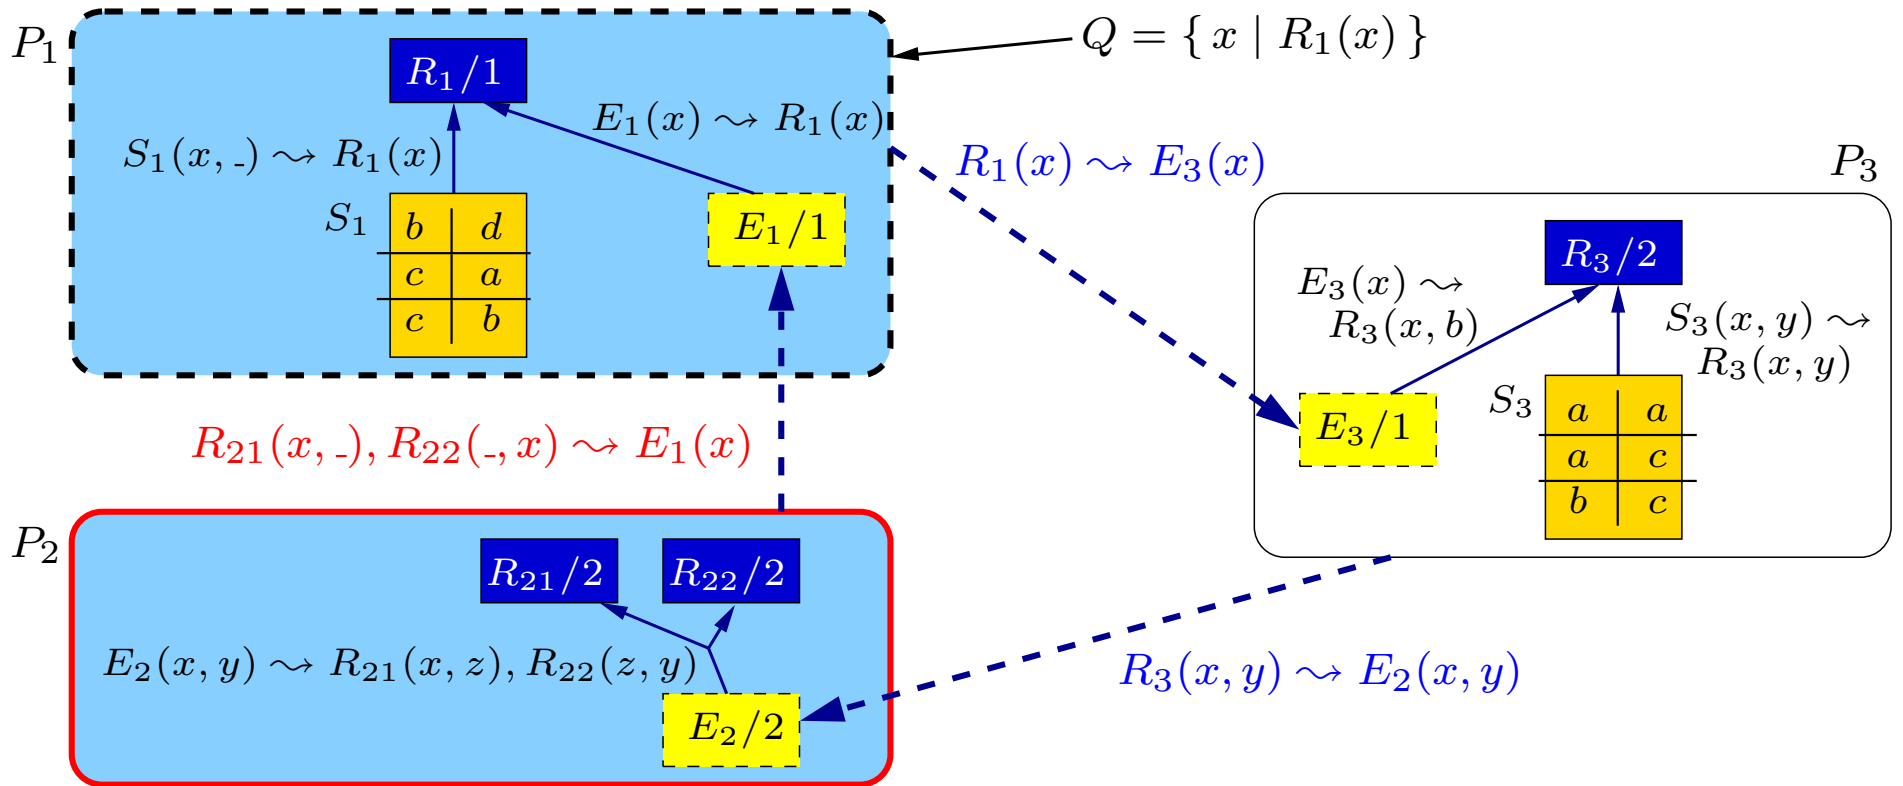 P₁
R₁/1
Q = { x | R₁(x) }
E₁(x) ⇝ R₁(x)
S₁(x, _) ⇝ R₁(x)
S₁
b d
c a
c b
E₁/1
R₁(x) ⇝ E₃(x)
P₃
R₃/2
E₃(x) ⇝
R₃(x, b)
S₃(x, y) ⇝
R₃(x, y)
S₃
a a
a c
b c
E₃/1
R₂₁(x, _), R₂₂(_, x) ⇝ E₁(x)
P₂
R₂₁/2
R₂₂/2
E₂(x, y) ⇝ R₂₁(x, z), R₂₂(z, y)
E₂/2
R₃(x, y) ⇝ E₂(x, y)